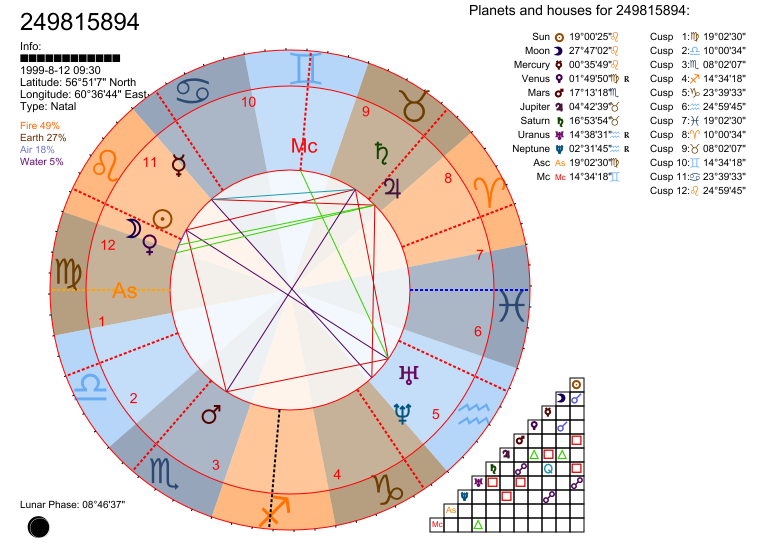 249815894
Info:
1999-8-12 09:30
Latitude: 56°51'7" North
Longitude: 60°36'44" East
Type: Natal
Fire 49%
Earth 27%
Air 18%
Water 5%
Planets and houses for 249815894:
Sun 19°00'25"♌
Moon 27°47'02"♌
Mercury 00°35'49"♌
Venus 01°49'50"♍ R
Mars 17°13'18"♏
Jupiter 04°42'39"♉
Saturn 16°53'54"♉
Uranus 14°38'31"♒ R
Neptune 02°31'45"♒ R
Asc As 19°02'30"♍
Mc Mc 14°34'18"♊
Cusp 1:♍ 19°02'30"
Cusp 2:♎ 10°00'34"
Cusp 3:♏ 08°02'07"
Cusp 4:♐ 14°34'18"
Cusp 5:♑ 23°39'33"
Cusp 6:♒ 24°59'45"
Cusp 7:♓ 19°02'30"
Cusp 8:♈ 10°00'34"
Cusp 9:♉ 08°02'07"
Cusp 10:♊ 14°34'18"
Cusp 11:♋ 23°39'33"
Cusp 12:♌ 24°59'45"
10
9
Mc
11
8
12
7
As
1
6
2
5
3
4
Q
As
Mc
Lunar Phase: 08°46'37"